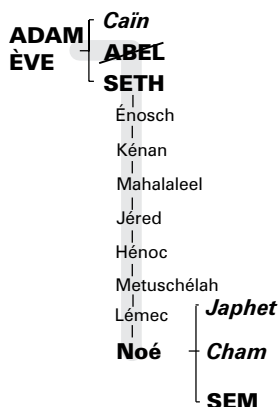 Caïn
ADAM
ABEL
ÈVE
SETH
Énosch
Kénan
Mahalaleel
Jéred
Hénoc
Metuschélah
Japhet
Lémec
Noé
Cham
SEM